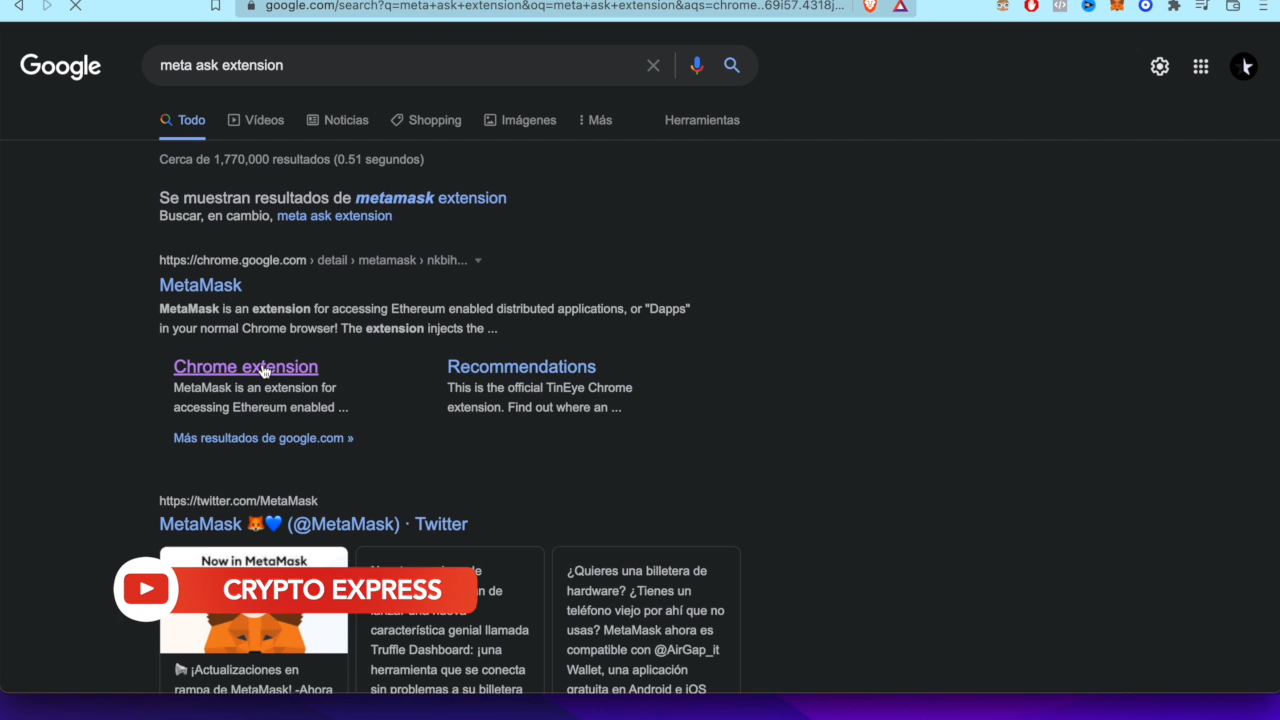 google.com/search?q=meta+ask+extension&oq=meta+ask+extension&aqs=chrome..69i57.4318j...
Google
meta ask extension
Todo
Vídeos
Noticias
Shopping
Imágenes
Más
Herramientas
Cerca de 1,770,000 resultados (0.51 segundos)
Se muestran resultados de metamask extension
Buscar, en cambio, meta ask extension
https://chrome.google.com › detail › metamask › nkbih...
MetaMask
MetaMask is an extension for accessing Ethereum enabled distributed applications, or "Dapps"
in your normal Chrome browser! The extension injects the ...
Chrome extension
MetaMask is an extension for
accessing Ethereum enabled ...
Recommendations
This is the official TinEye Chrome
extension. Find out where an ...
Más resultados de google.com »
https://twitter.com/MetaMask
MetaMask 🦊💙 (@MetaMask) · Twitter
Now in MetaMask
CRYPTO EXPRESS
¡Actualizaciones en
rampa de MetaMask! -Ahora
característica genial llamada
Truffle Dashboard: ¡una
herramienta que se conecta
sin problemas a su billetera
¿Quieres una billetera de
hardware? ¿Tienes un
teléfono viejo por ahí que no
usas? MetaMask ahora es
compatible con @AirGap_it
Wallet, una aplicación
gratuita en Android e iOS